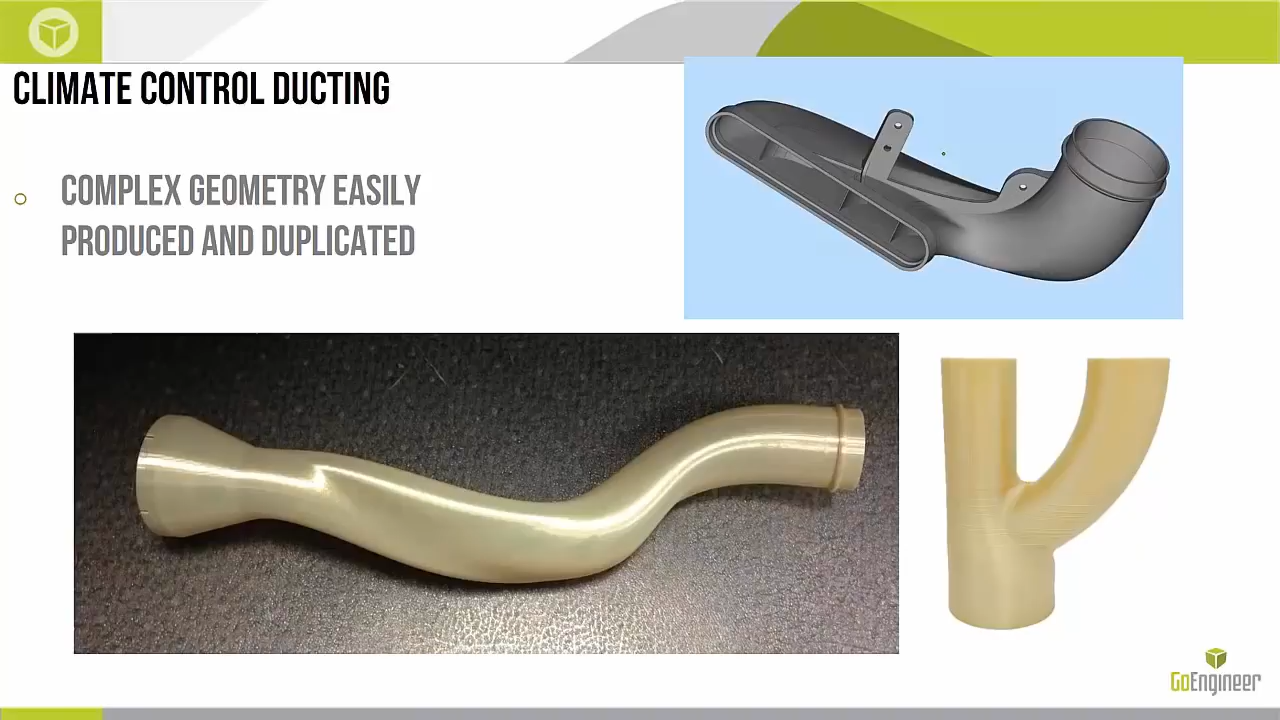 CLIMATE CONTROL DUCTING
COMPLEX GEOMETRY EASILY
PRODUCED AND DUPLICATED
GoEngineer